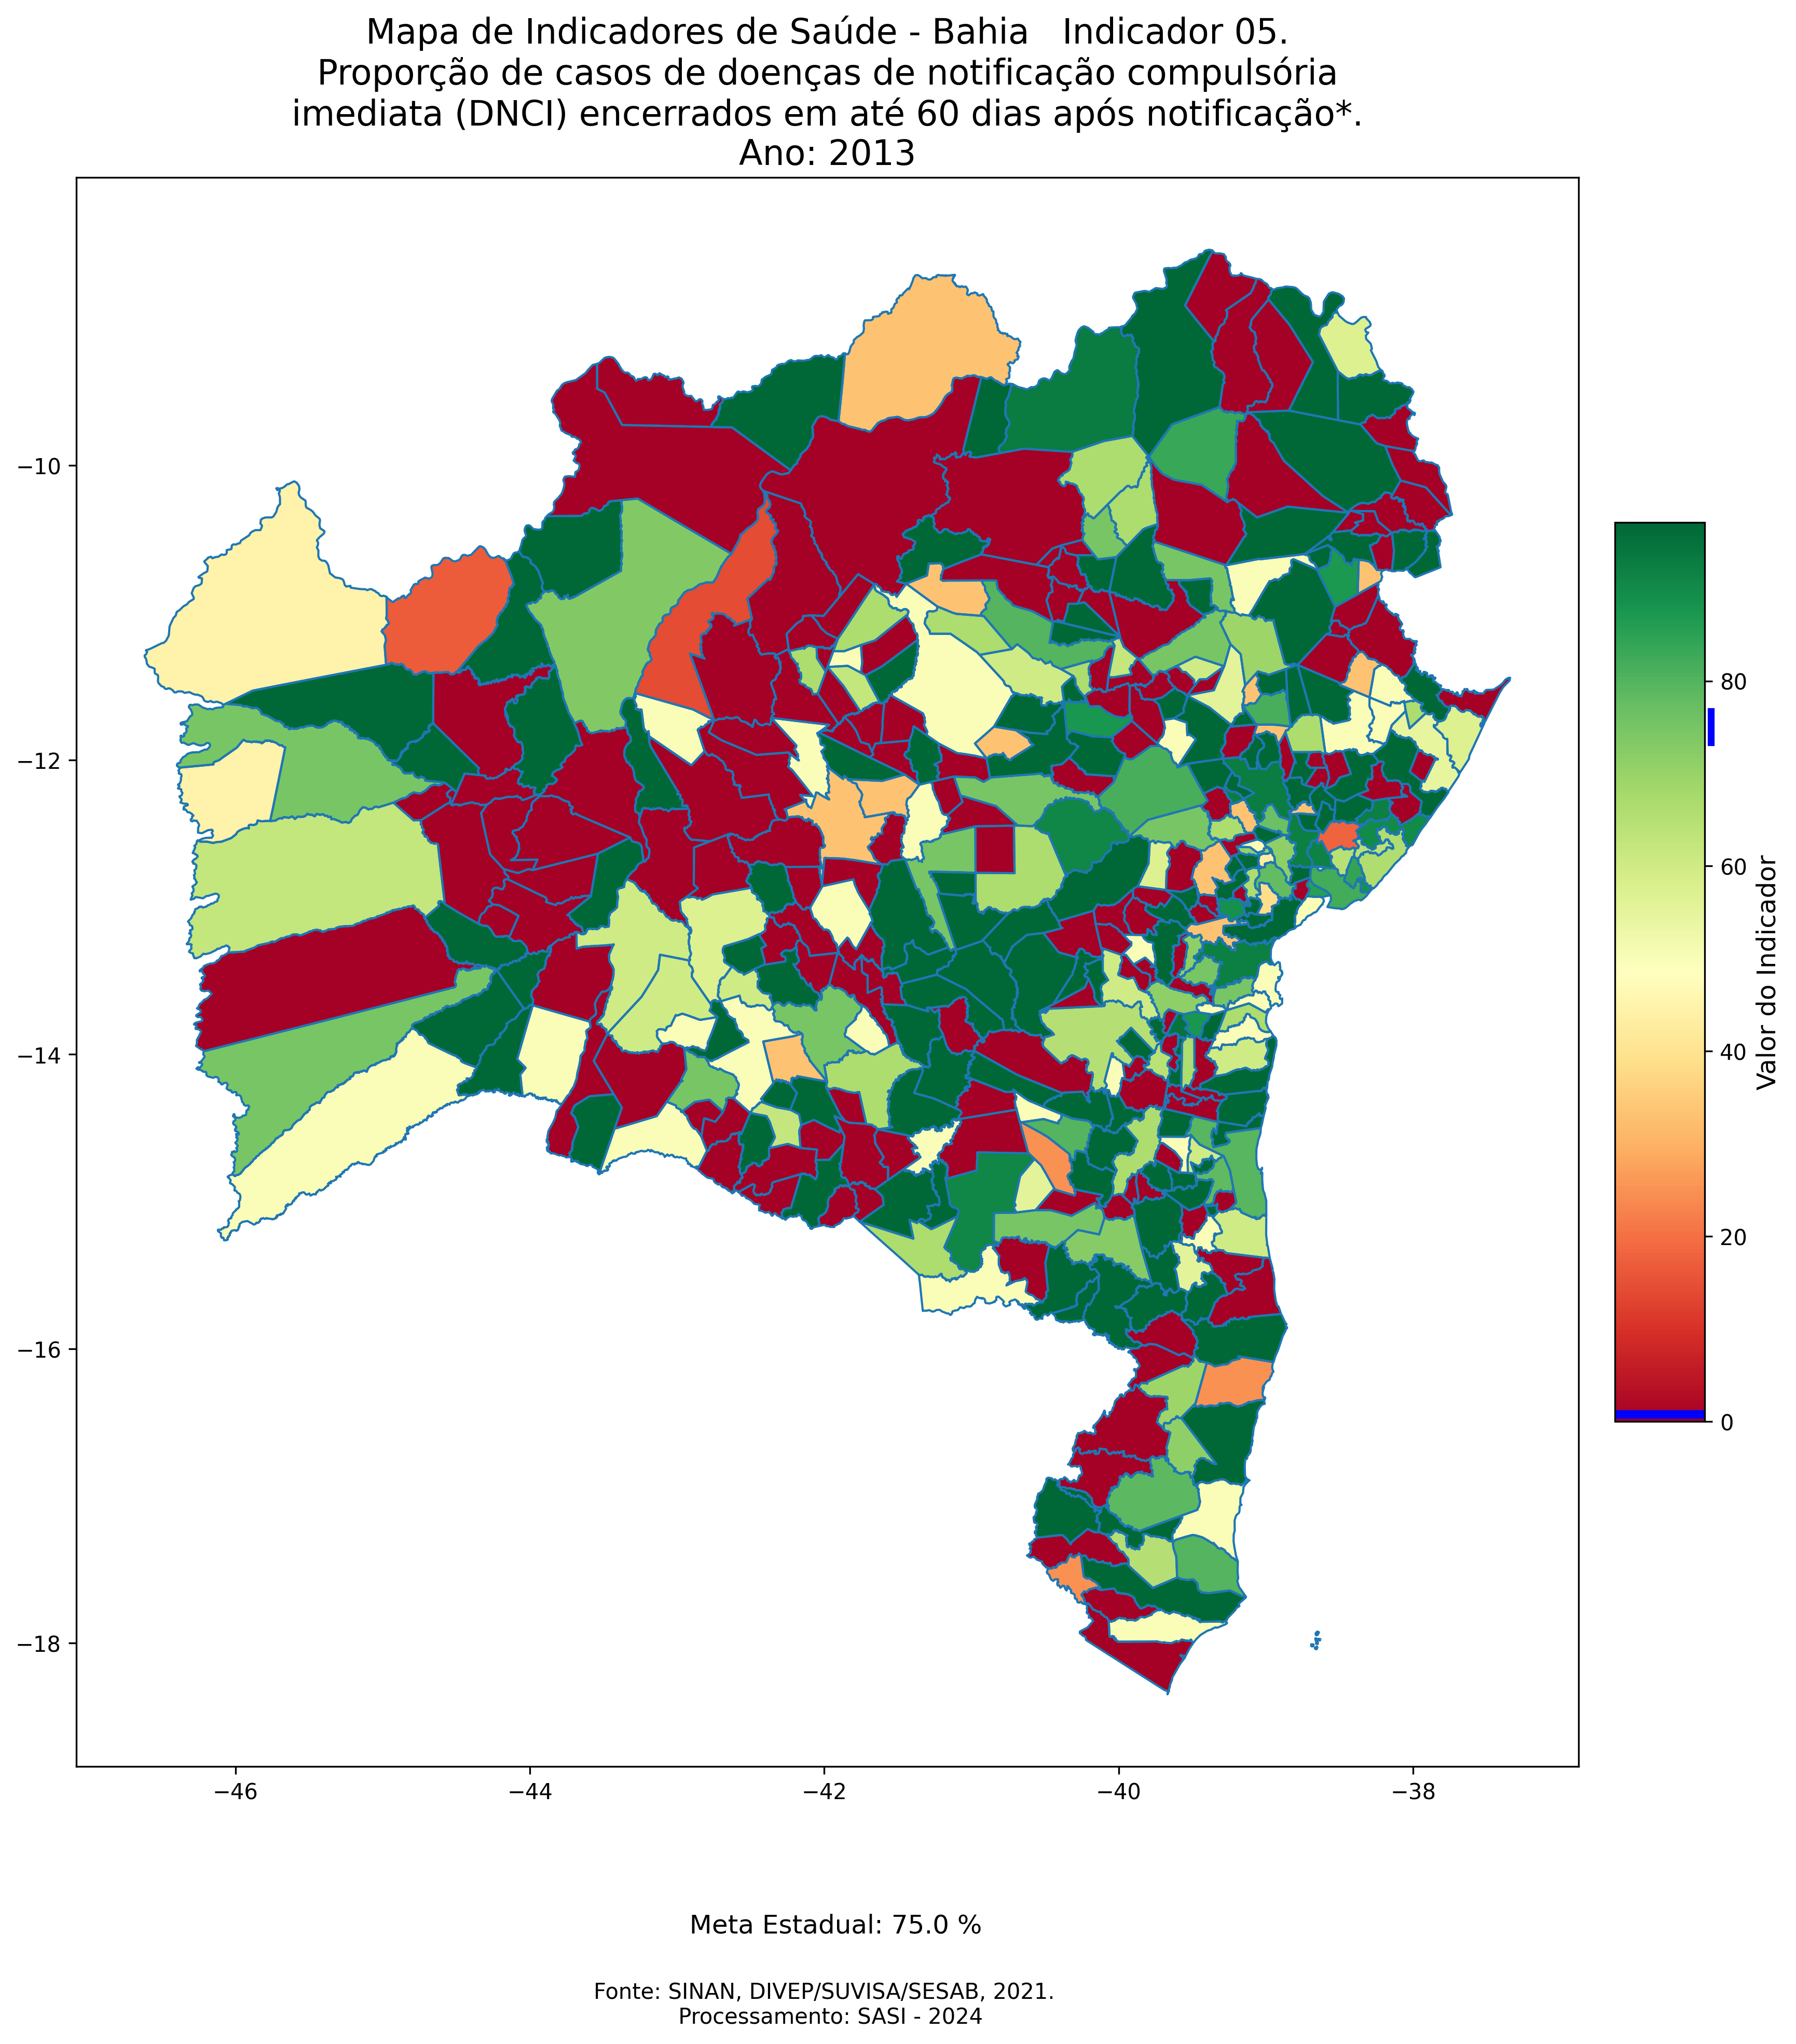 Mapa de Indicadores de Saúde - Bahia   Indicador 05.
Proporção de casos de doenças de notificação compulsória
imediata (DNCI) encerrados em até 60 dias após notificação*.
Ano: 2013
−10
−12
−14
−16
−18
−46
−44
−42
−40
−38
80
60
40
20
0
Valor do Indicador
Meta Estadual: 75.0 %
Fonte: SINAN, DIVEP/SUVISA/SESAB, 2021.
Processamento: SASI - 2024